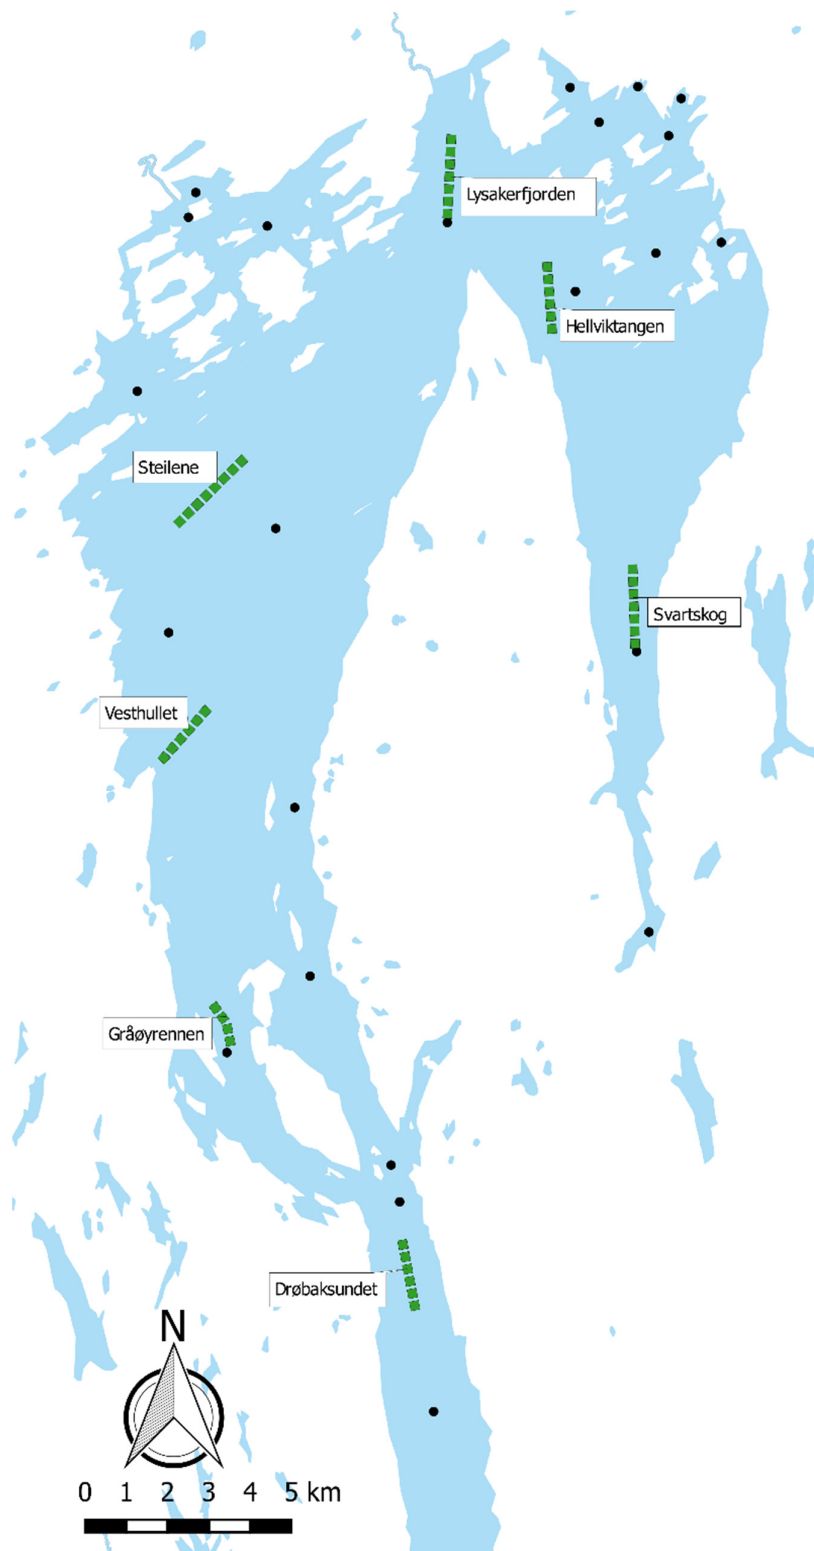 Lysakerfjorden
Hellviktangen
Steilene
Svartskog
Vesthullet
Gråøyrennen
Drøbaksundet
N
0 1 2 3 4 5 km